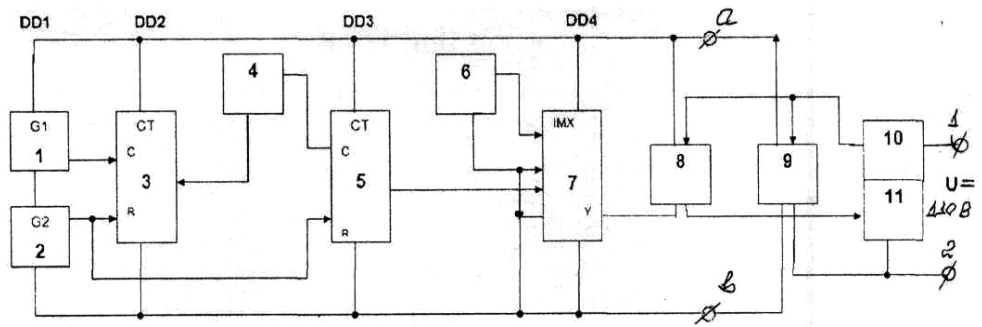 DD1 DD2 DD3 DD4 a
4 6
G1 CT CT IMX
1 C C 10 1
3 5 7 8 9
U=
G2 R Y 11 110 В
2 R 2
b